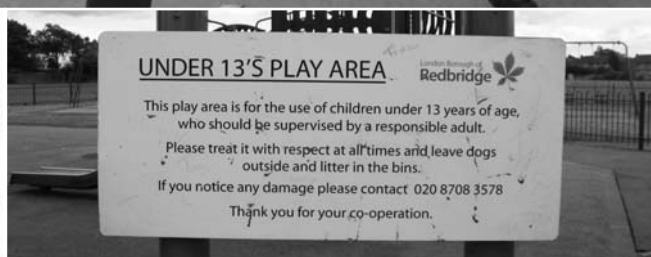 UNDER 13'S PLAY AREA
London Borough of
Redbridge
This play area is for the use of children under 13 years of age,
who should be supervised by a responsible adult.
Please treat it with respect at all times and leave dogs
outside and litter in the bins.
If you notice any damage please contact 020 8708 3578
Thank you for your co-operation.